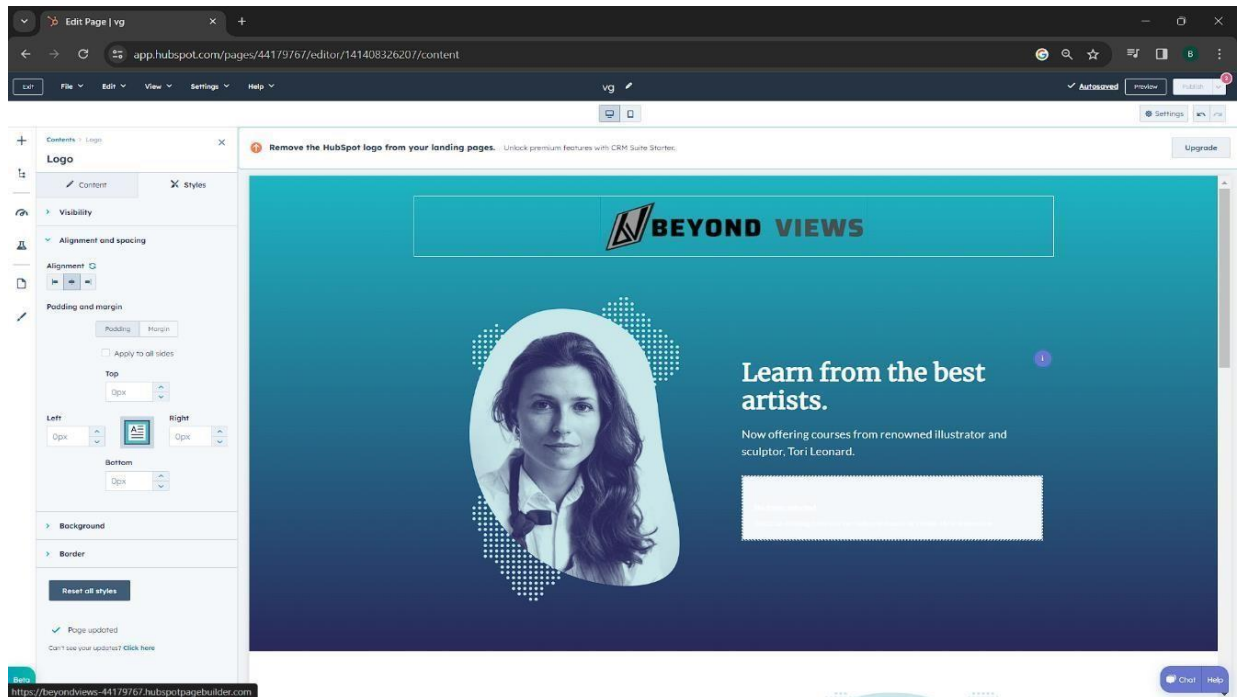 Edit Page | vg
app.hubspot.com/pages/44179767/editor/141408326207/content
B
Exit File Edit View Settings Help
vg
Autosaved Preview Publish
Settings
Contents > Logo
Logo
Remove the HubSpot logo from your landing pages. Unlock premium features with CRM Suite Starter.
Upgrade
Content Styles
Visibility
Alignment and spacing
Alignment
Padding and margin
Padding Margin
Apply to all sides
Top
0px
Left Right
0px 0px
Bottom
0px
Background
Border
Reset all styles
Page updated
Can't see your updates? Click here
BEYOND VIEWS
Learn from the best
artists.
Now offering courses from renowned illustrator and
sculptor, Tori Leonard.
Beta
Chat Help
https://beyondviews-44179767.hubspotpagebuilder.com